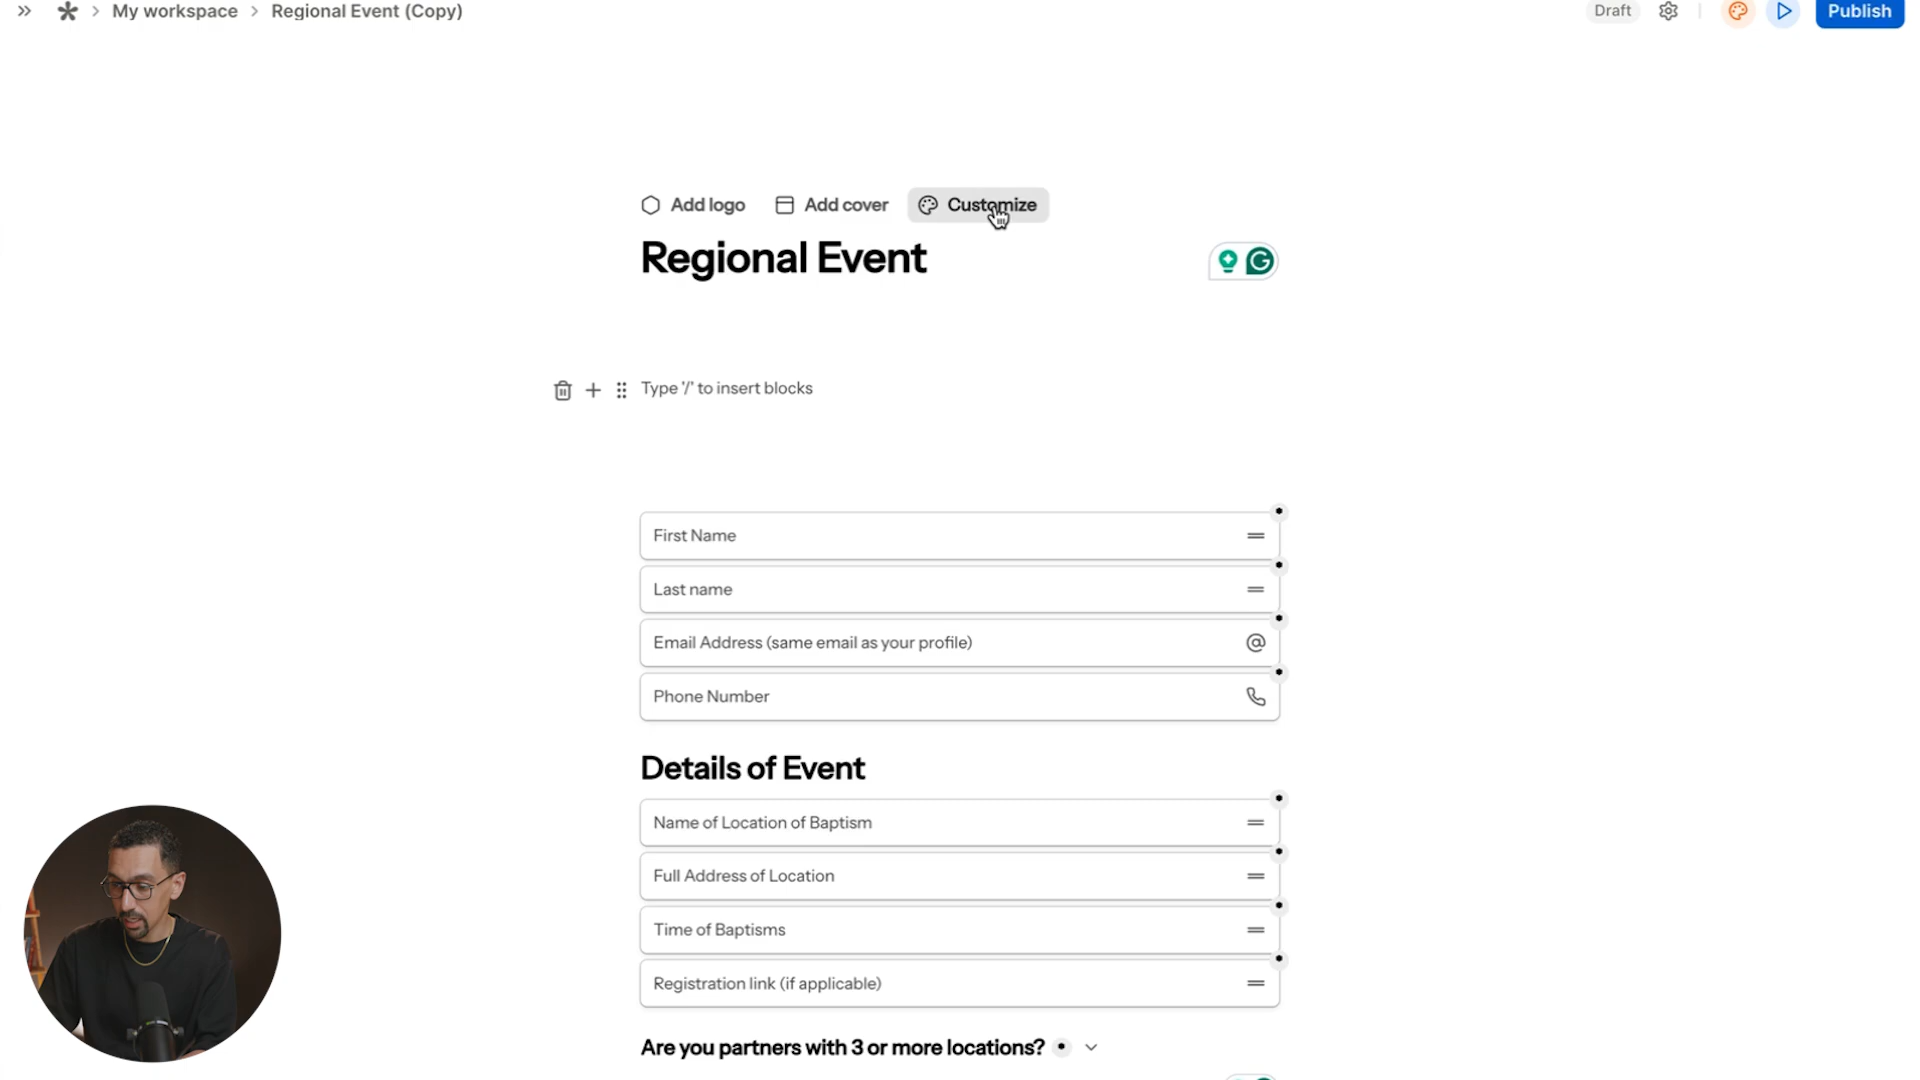 My workspace
Regional Event (Copy)
Draft
Publish
Add logo
Add cover
Customize
Regional Event
Type '/' to insert blocks
First Name
Last name
Email Address (same email as your profile)
Phone Number
Details of Event
Name of Location of Baptism
Full Address of Location
Time of Baptisms
Registration link (if applicable)
Are you partners with 3 or more locations?